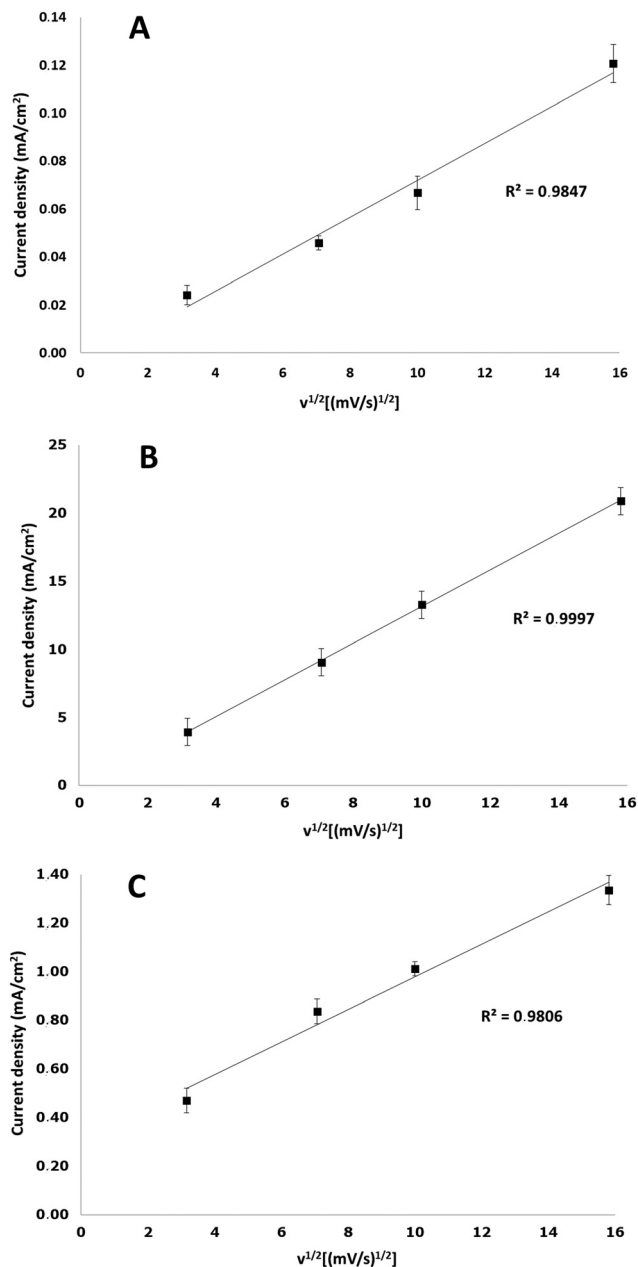 A
0.14
0.12
0.10
0.08
0.06
0.04
0.02
0.00
Current density (mA/cm²)
R² = 0.9847
0 2 4 6 8 10 12 14 16
v^1/2[(mV/s)^1/2]
B
25
20
15
10
5
0
Current density (mA/cm²)
R² = 0.9997
0 2 4 6 8 10 12 14 16
v^1/2[(mV/s)^1/2]
C
1.40
1.20
1.00
0.80
0.60
0.40
0.20
0.00
Current density (mA/cm²)
R² = 0.9806
0 2 4 6 8 10 12 14 16
v^1/2[(mV/s)^1/2]